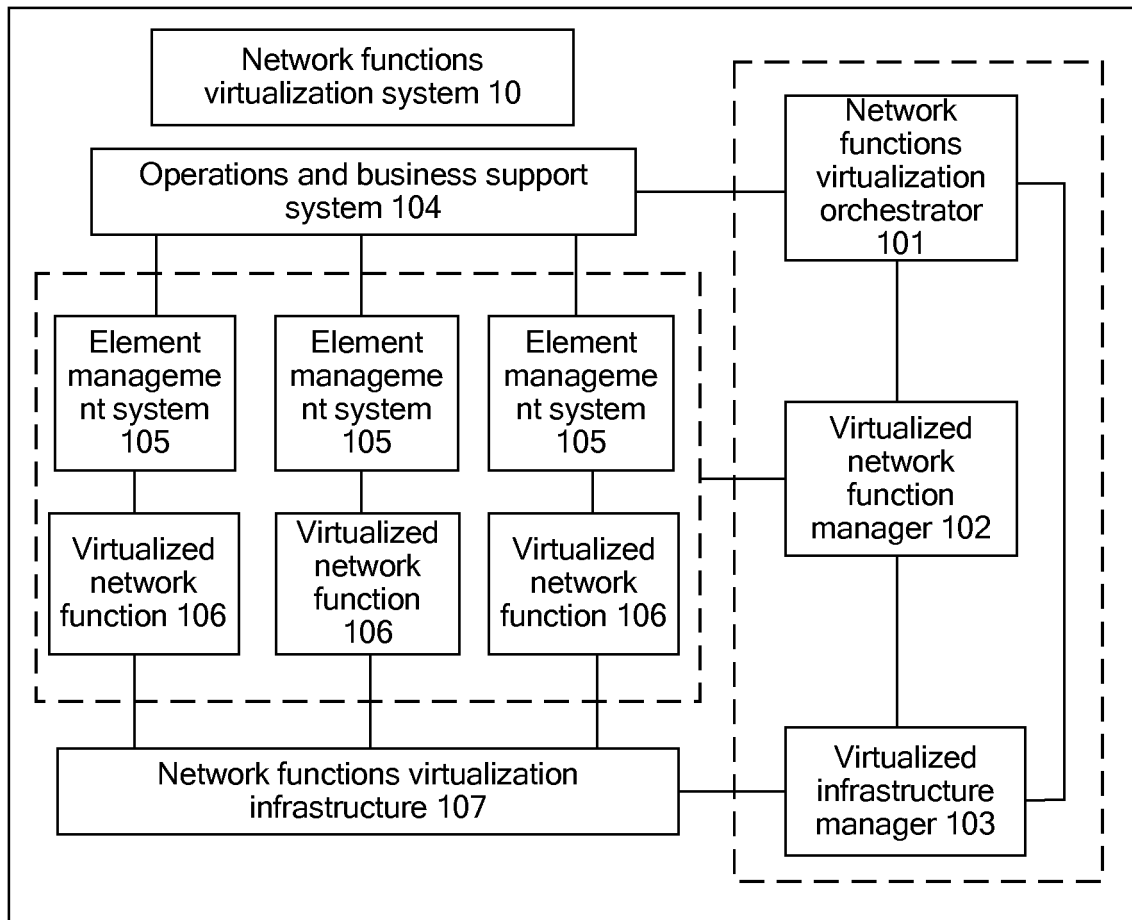 Network functions
virtualization system 10
Operations and business support
system 104
Network
functions
virtualization
orchestrator
101
Element
manageme
nt system
105
Element
manageme
nt system
105
Element
manageme
nt system
105
Virtualized
network
function
manager 102
Virtualized
network
function 106
Virtualized
network
function
106
Virtualized
network
function 106
Network functions virtualization
infrastructure 107
Virtualized
infrastructure
manager 103